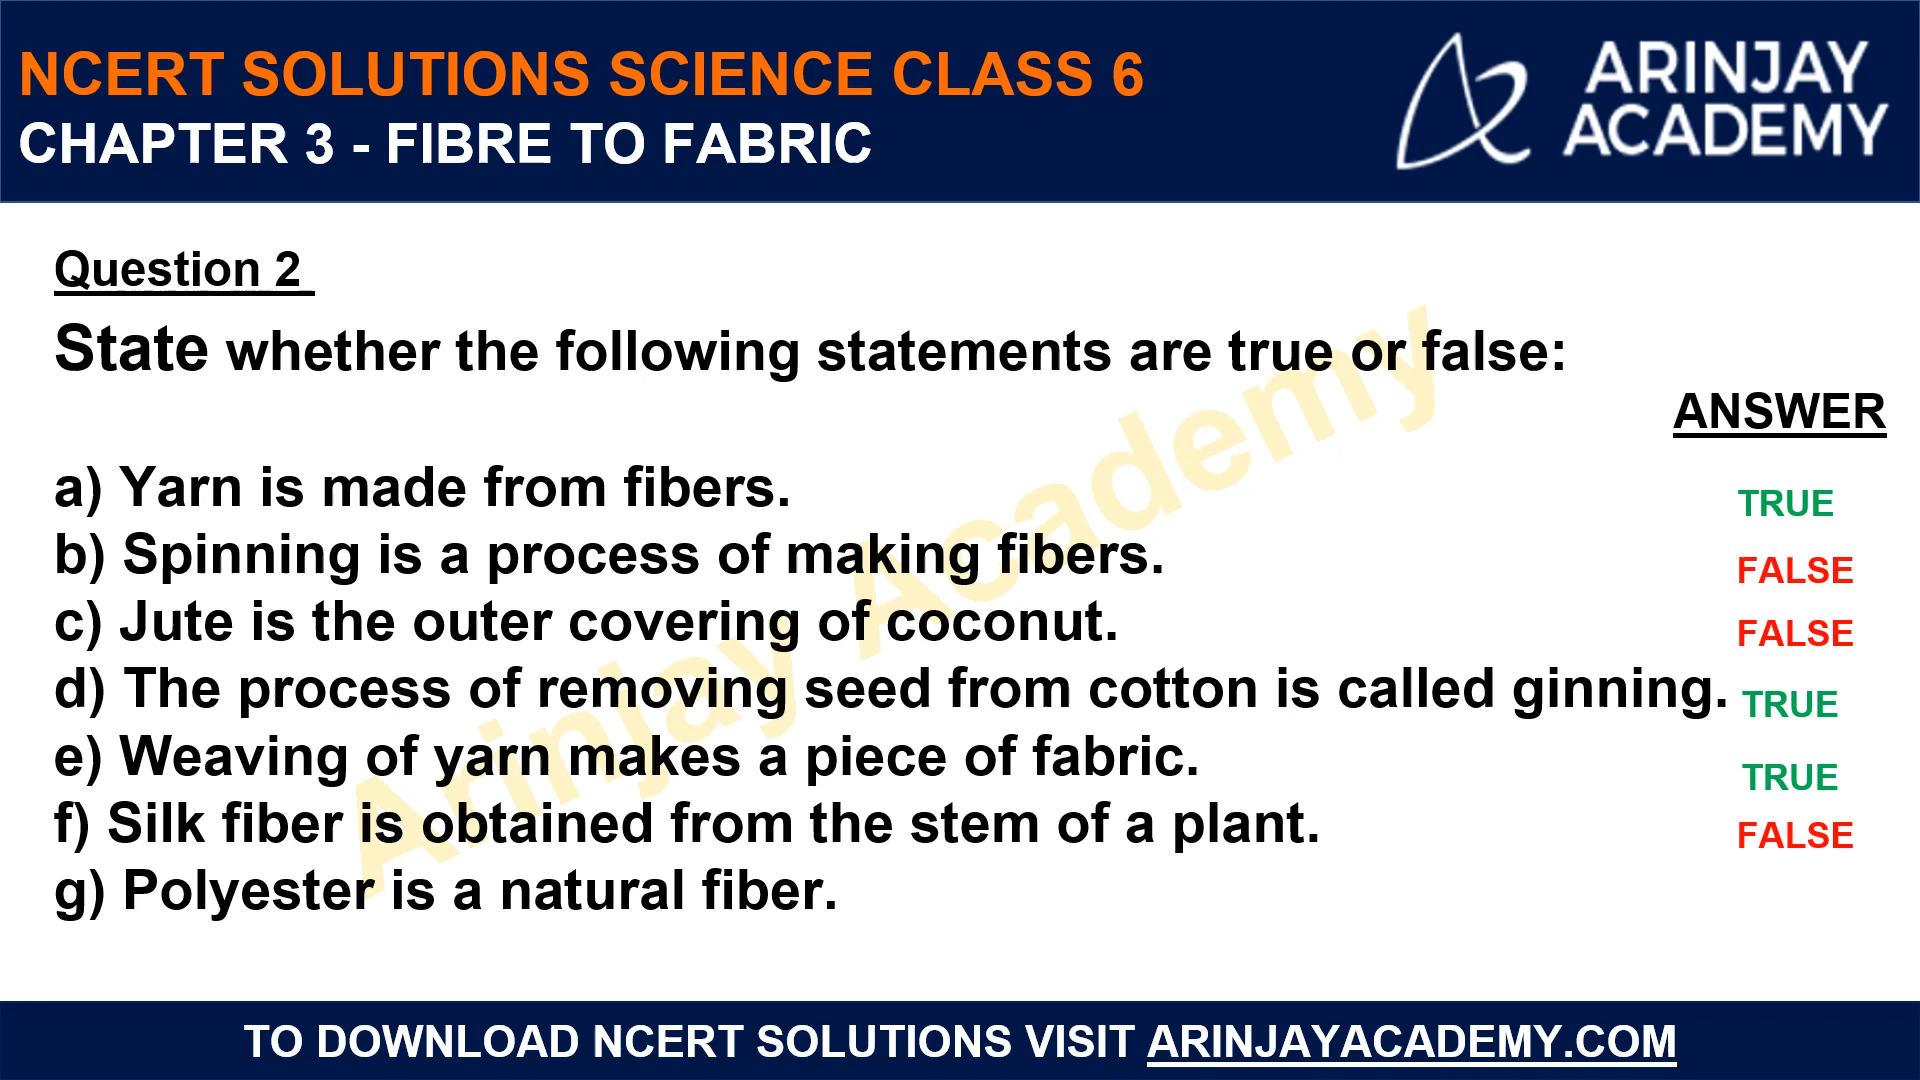 NCERT SOLUTIONS SCIENCE CLASS 6
CHAPTER 3 - FIBRE TO FABRIC
ARINJAY
ACADEMY
Question 2
State whether the following statements are true or false:
ANSWER
a) Yarn is made from fibers. TRUE
b) Spinning is a process of making fibers. FALSE
c) Jute is the outer covering of coconut. FALSE
d) The process of removing seed from cotton is called ginning. TRUE
e) Weaving of yarn makes a piece of fabric. TRUE
f) Silk fiber is obtained from the stem of a plant. FALSE
g) Polyester is a natural fiber.
Arinjay Academy
TO DOWNLOAD NCERT SOLUTIONS VISIT ARINJAYACADEMY.COM